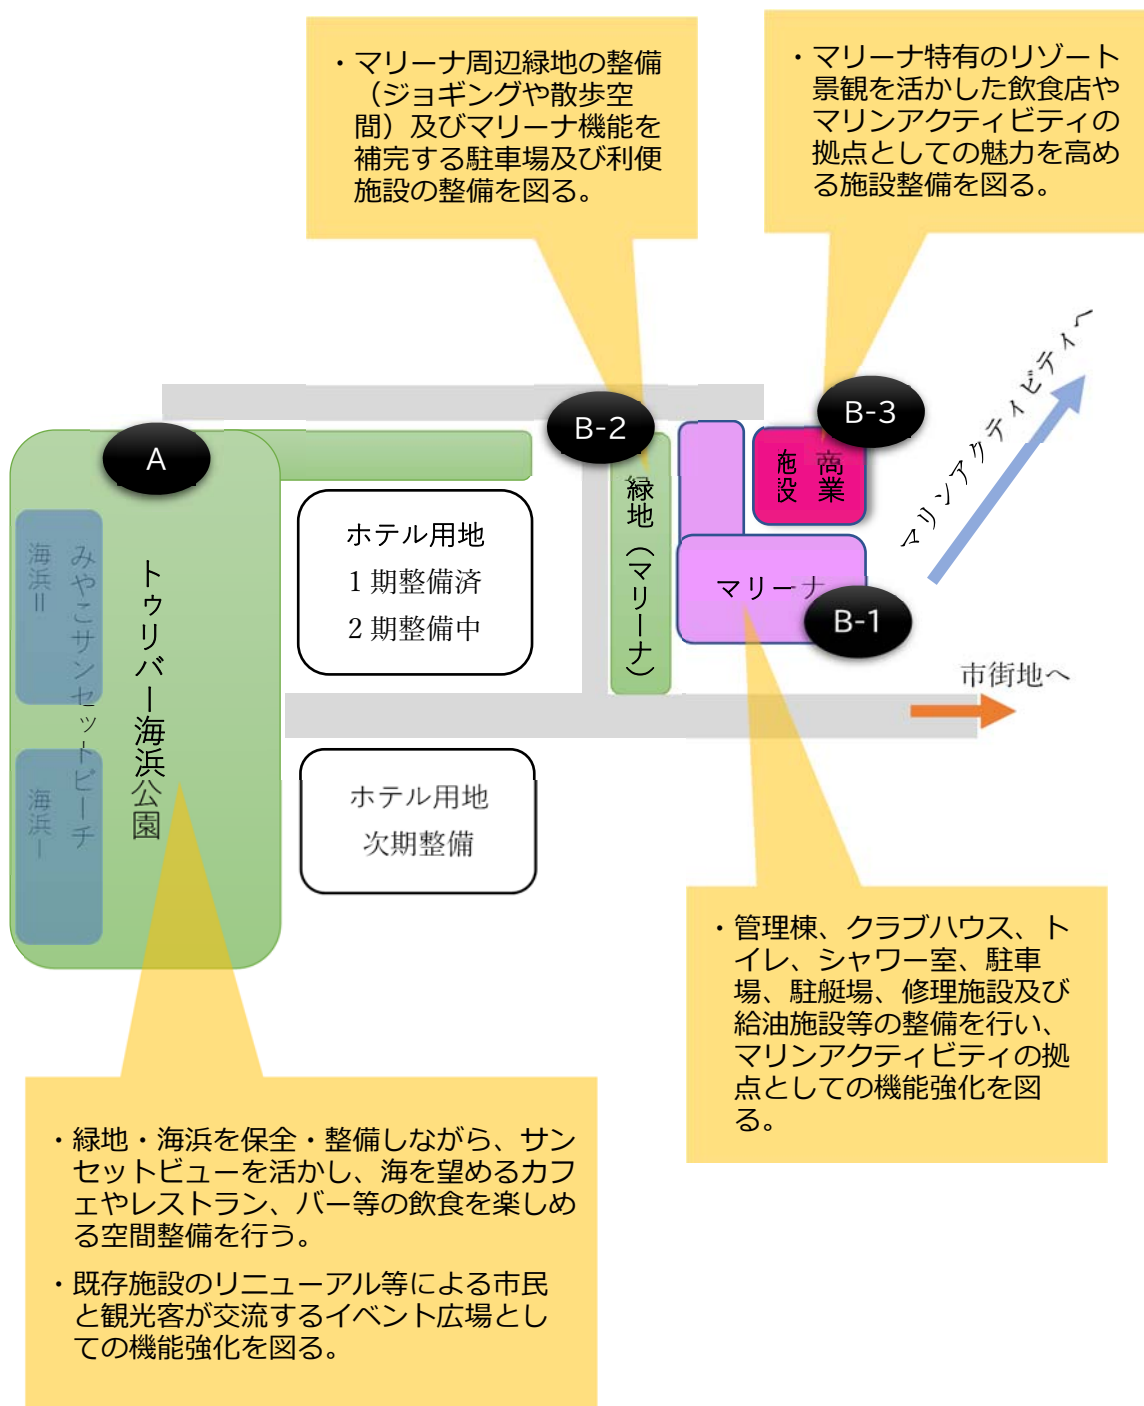 ・マリーナ周辺緑地の整備
（ジョギングや散歩空
間）及びマリーナ機能を
補完する駐車場及び利便
施設の整備を図る。
・マリーナ特有のリゾート
景観を活かした飲食店や
マリンアクティビティの
拠点としての魅力を高め
る施設整備を図る。
マリンアクティビティへ
A
B-2
B-3
商業
施設
緑地（マリーナ）
マリーナ
B-1
ホテル用地
1 期整備済
2 期整備中
トゥリバー海浜公園
みやこサンセットビーチ
海浜Ⅱ
海浜Ⅰ
市街地へ
ホテル用地
次期整備
・管理棟、クラブハウス、ト
イレ、シャワー室、駐車
場、駐艇場、修理施設及び
給油施設等の整備を行い、
マリンアクティビティの拠
点としての機能強化を図
る。
・緑地・海浜を保全・整備しながら、サン
セットビューを活かし、海を望めるカフ
ェやレストラン、バー等の飲食を楽しめ
る空間整備を行う。
・既存施設のリニューアル等による市民
と観光客が交流するイベント広場とし
ての機能強化を図る。